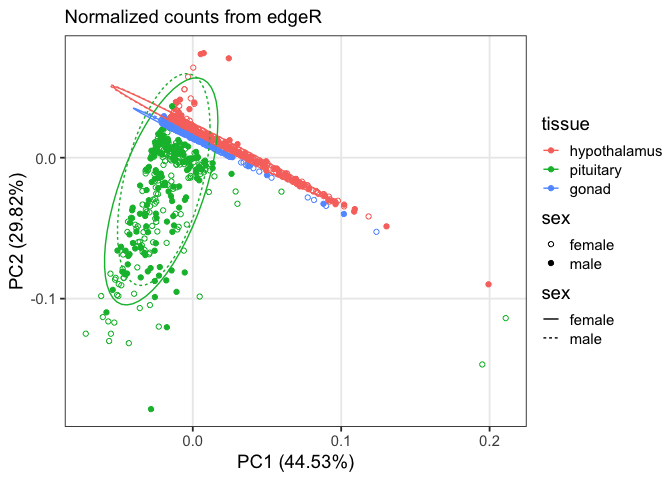 Normalized counts from edgeR
PC2 (29.82%)
0.0
-0.1
0.0
0.1
0.2
PC1 (44.53%)
tissue
hypothalamus
pituitary
gonad
sex
female
male
sex
female
male